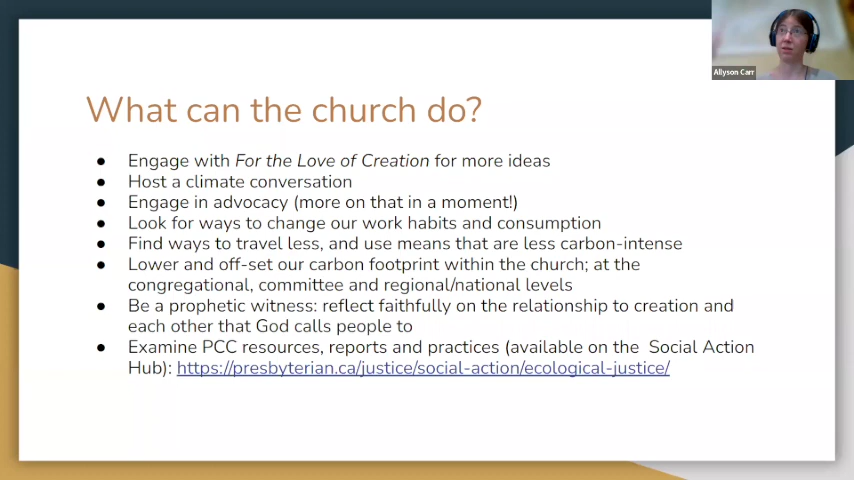 Allyson Carr
What can the church do?
● Engage with For the Love of Creation for more ideas
● Host a climate conversation
● Engage in advocacy (more on that in a moment!)
● Look for ways to change our work habits and consumption
● Find ways to travel less, and use means that are less carbon-intense
● Lower and off-set our carbon footprint within the church; at the
congregational, committee and regional/national levels
● Be a prophetic witness: reflect faithfully on the relationship to creation and
each other that God calls people to
● Examine PCC resources, reports and practices (available on the  Social Action
Hub): https://presbyterian.ca/justice/social-action/ecological-justice/